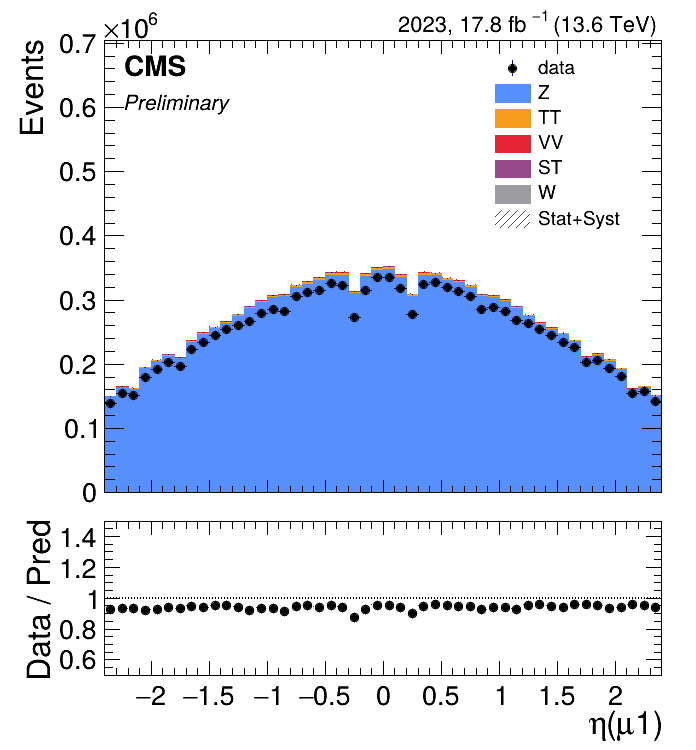 ×10⁶
2023, 17.8 fb ⁻¹ (13.6 TeV)
Events
0.7
0.6
0.5
0.4
0.3
0.2
0.1
0
CMS
Preliminary
data
Z
TT
VV
ST
W
Stat+Syst
Data / Pred
1.4
1.2
1
0.8
0.6
−2 −1.5 −1 −0.5 0 0.5 1 1.5 2
η(μ1)